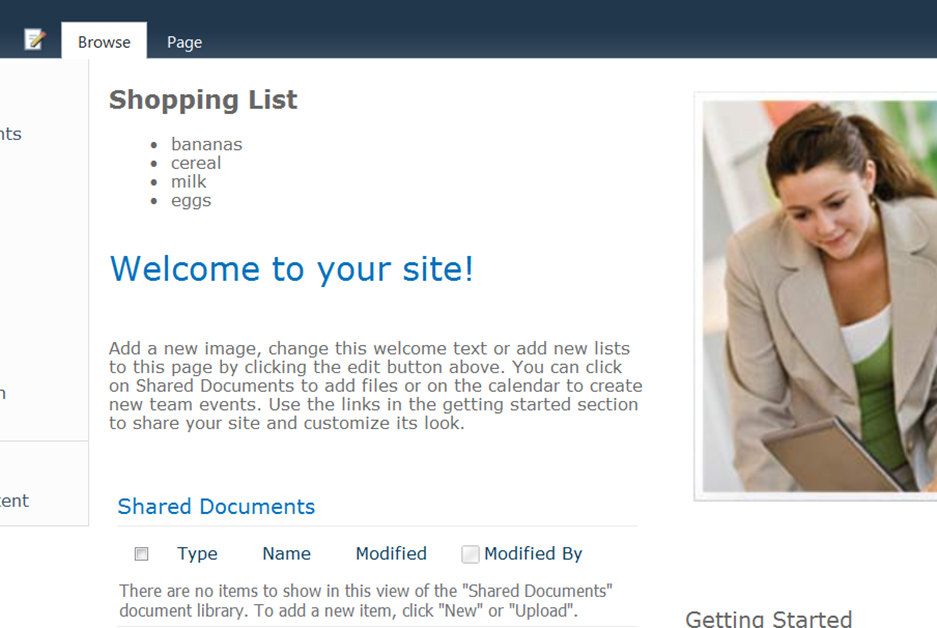 Browse
Page
Shopping List
bananas
cereal
milk
eggs
Welcome to your site!
Add a new image, change this welcome text or add new lists
to this page by clicking the edit button above. You can click
on Shared Documents to add files or on the calendar to create
new team events. Use the links in the getting started section
to share your site and customize its look.
Shared Documents
Type Name Modified Modified By
There are no items to show in this view of the "Shared Documents"
document library. To add a new item, click "New" or "Upload".
Getting Started